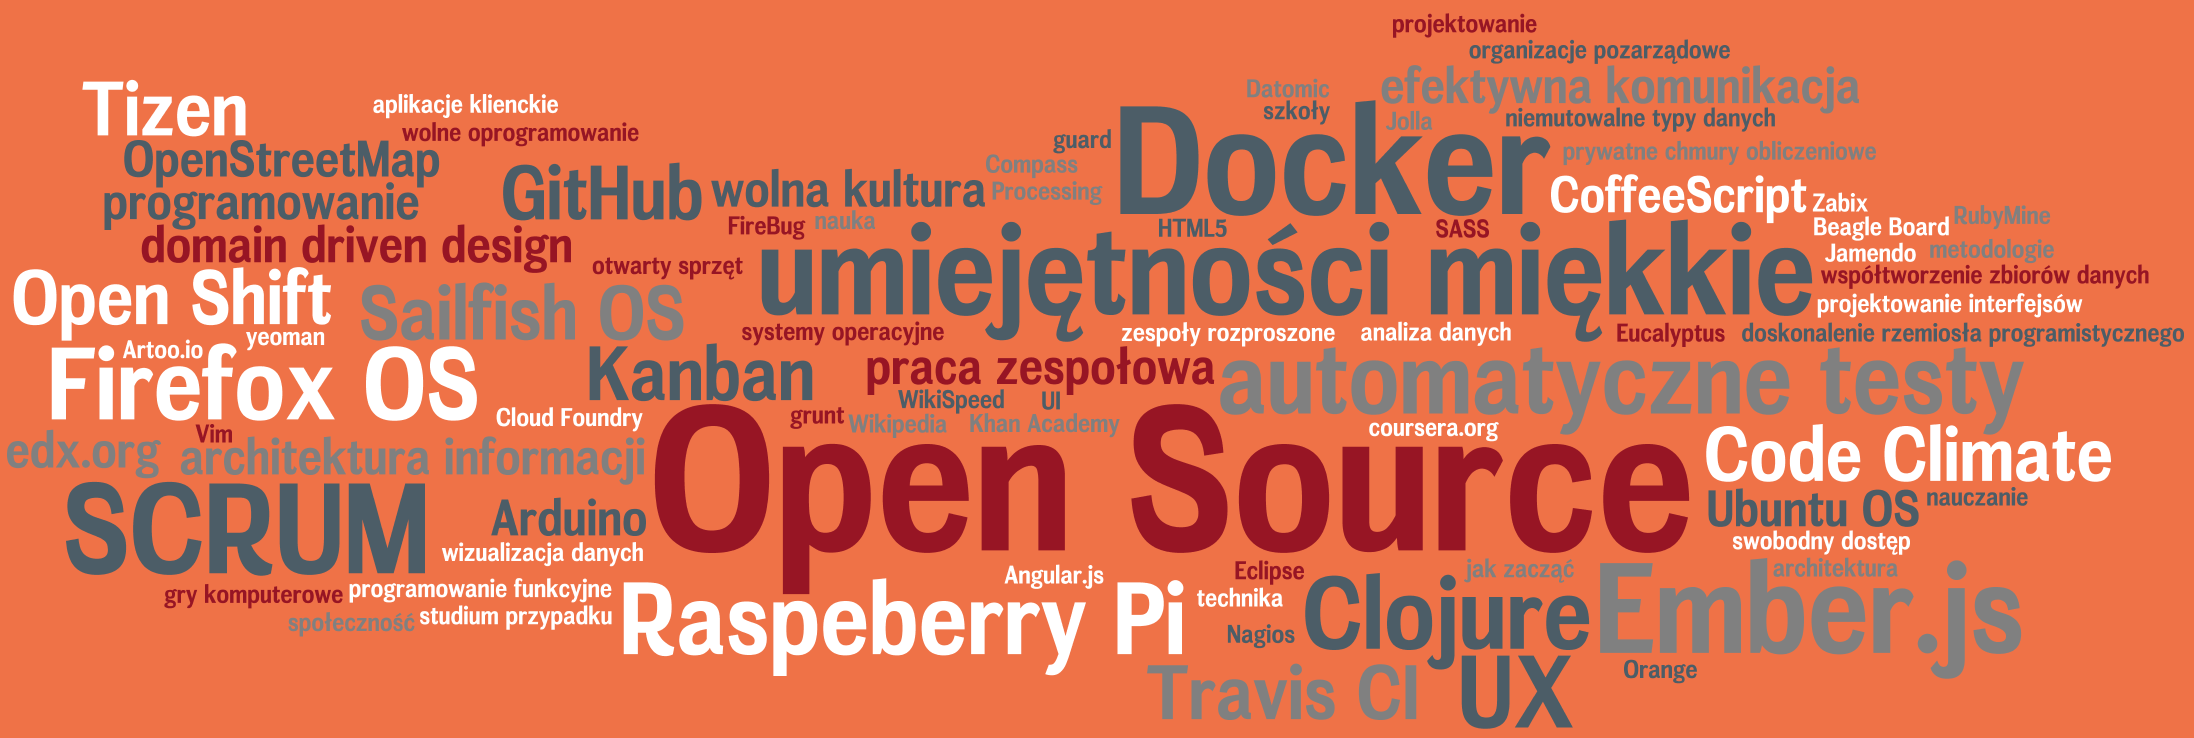 projektowanie
organizacje pozarządowe
efektywna komunikacja
Datomic
szkoły
Jolla
niemutowalne typy danych
Tizen
aplikacje klienckie
wolne oprogramowanie
guard
Docker
prywatne chmury obliczeniowe
OpenStreetMap
programowanie
GitHub
wolna kultura
Compass
Processing
CoffeeScript
Zabix
RubyMine
Beagle Board
FireBug
nauka
HTML5
SASS
domain driven design
otwarty sprzęt
umiejętności miękkie
Jamendo
metodologie
współtworzenie zbiorów danych
projektowanie interfejsów
Open Shift
Sailfish OS
systemy operacyjne
zespoły rozproszone
analiza danych
Eucalyptus
doskonalenie rzemiosła programistycznego
yeoman
Artoo.io
Firefox OS
Kanban
praca zespołowa
automatyczne testy
WikiSpeed
UI
Cloud Foundry
grunt
Wikipedia
Khan Academy
coursera.org
Vim
edx.org
architektura informacji
Open Source
Code Climate
SCRUM
Arduino
Ubuntu OS
nauczanie
wizualizacja danych
swobodny dostęp
gry komputerowe
programowanie funkcyjne
Angular.js
Eclipse
jak zacząć
architektura
społeczność
studium przypadku
Raspeberry Pi
technika
Nagios
Clojure
Ember.js
Orange
Travis CI
UX